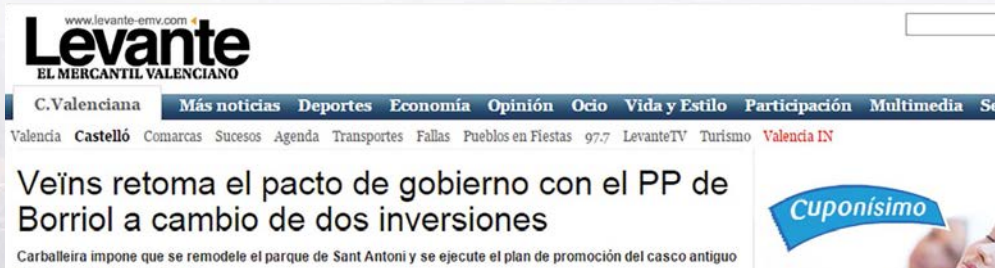 www.levante-emv.com
Levante
EL MERCANTIL VALENCIANO
C.Valenciana Más noticias Deportes Economía Opinión Ocio Vida y Estilo Participación Multimedia Se
Valencia Castelló Comarcas Sucesos Agenda Transportes Fallas Pueblos en Fiestas 97.7 LevanteTV Turismo Valencia IN
Veïns retoma el pacto de gobierno con el PP de
Borriol a cambio de dos inversiones
Cuponísimo
Carballeira impone que se remodele el parque de Sant Antoni y se ejecute el plan de promoción del casco antiguo